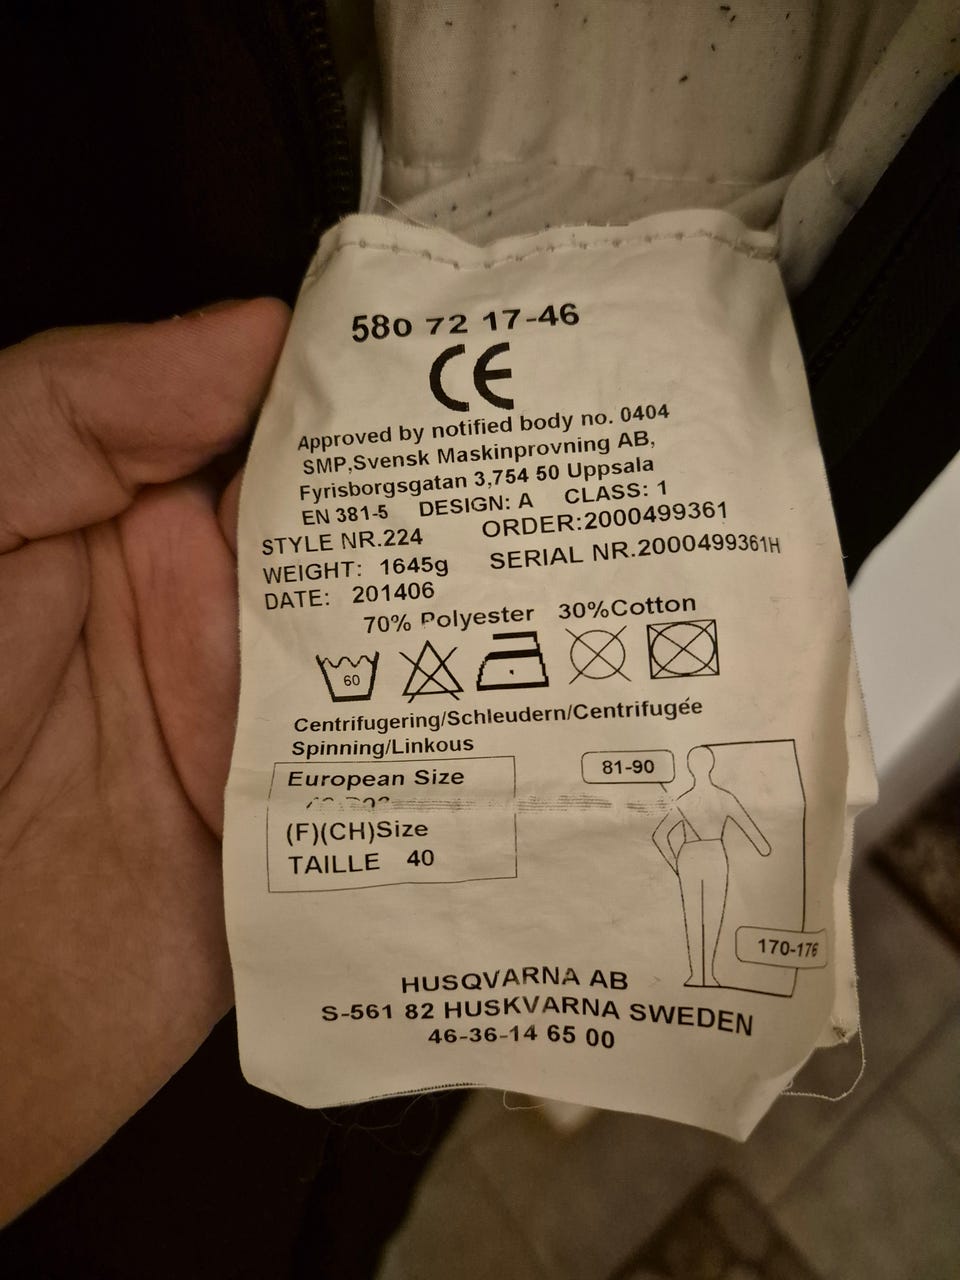 580 72 17-46
CE
Approved by notified body no. 0404
SMP,Svensk Maskinprovning AB,
Fyrisborgsgatan 3,754 50 Uppsala
EN 381-5 DESIGN: A CLASS: 1
STYLE NR.224 ORDER:2000499361
WEIGHT: 1645g SERIAL NR.2000499361H
DATE: 201406
70% Polyester 30%Cotton
60
Centrifugering/Schleudern/Centrifugée
Spinning/Linkous
European Size
81-90
(F)(CH)Size
TAILLE 40
170-176
HUSQVARNA AB
S-561 82 HUSKVARNA SWEDEN
46-36-14 65 00